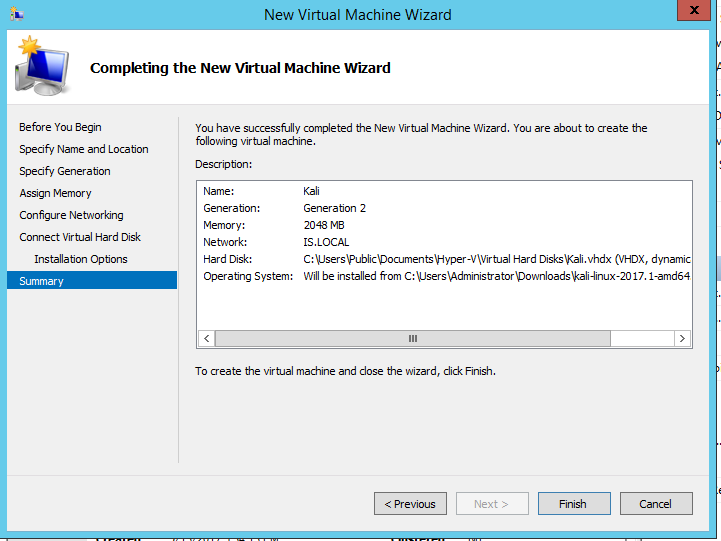 New Virtual Machine Wizard
Completing the New Virtual Machine Wizard
Before You Begin
Specify Name and Location
Specify Generation
Assign Memory
Configure Networking
Connect Virtual Hard Disk
Installation Options
Summary
You have successfully completed the New Virtual Machine Wizard. You are about to create the
following virtual machine.
Description:
Name: Kali
Generation: Generation 2
Memory: 2048 MB
Network: IS.LOCAL
Hard Disk: C:\Users\Public\Documents\Hyper-V\Virtual Hard Disks\Kali.vhdx (VHDX, dynamic
Operating System: Will be installed from C:\Users\Administrator\Downloads\kali-linux-2017.1-amd64
To create the virtual machine and close the wizard, click Finish.
< Previous
Next >
Finish
Cancel